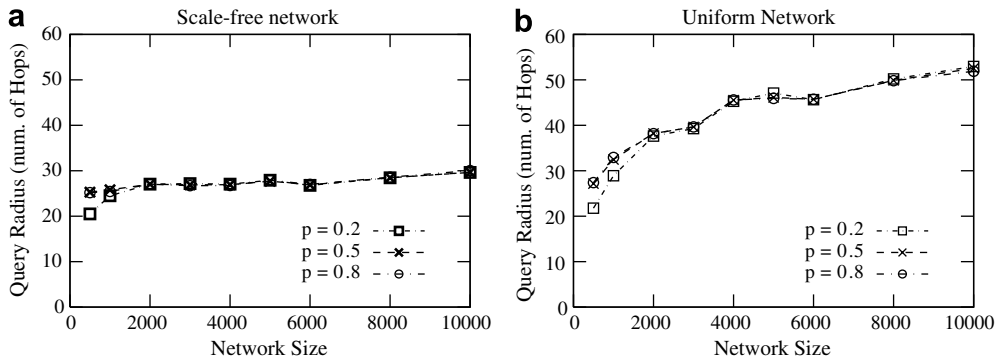 a
Scale-free network
Query Radius (num. of Hops)
60
50
40
30
20
10
0
p = 0.2
p = 0.5
p = 0.8
0 2000 4000 6000 8000 10000
Network Size
b
Uniform Network
Query Radius (num. of Hops)
60
50
40
30
20
10
0
p = 0.2
p = 0.5
p = 0.8
0 2000 4000 6000 8000 10000
Network Size